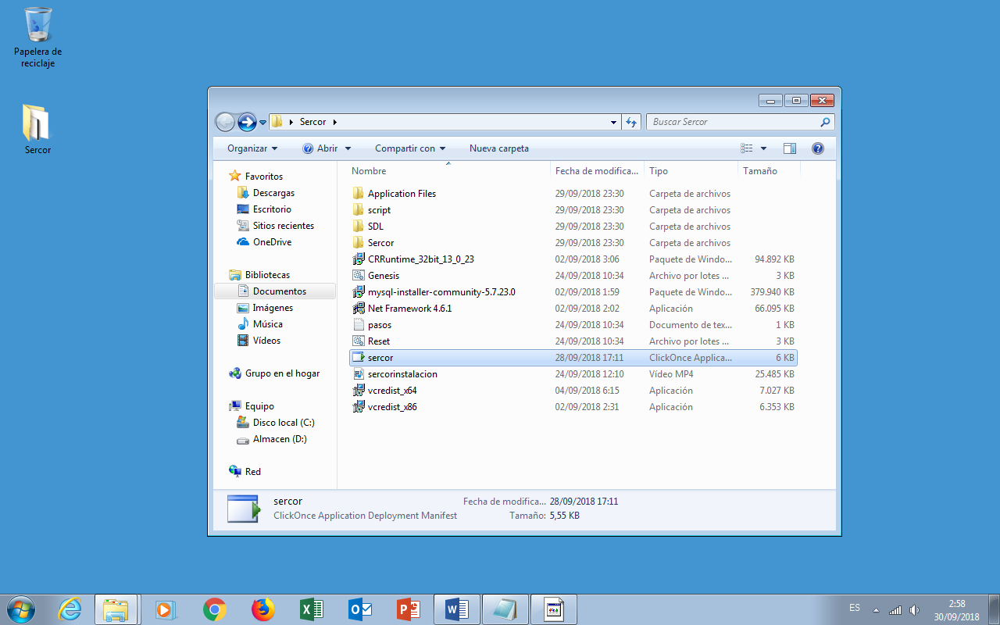 Papelera de
reciclaje
Sercor
Sercor
Buscar Sercor
Organizar Abrir Compartir con Nueva carpeta
Nombre Fecha de modifica... Tipo Tamaño
Favoritos
Descargas
Escritorio
Sitios recientes
OneDrive
Bibliotecas
Documentos
Imágenes
Música
Vídeos
Grupo en el hogar
Equipo
Disco local (C:)
Almacen (D:)
Red
Application Files 29/09/2018 23:30 Carpeta de archivos
script 29/09/2018 23:30 Carpeta de archivos
SDL 29/09/2018 23:30 Carpeta de archivos
Sercor 29/09/2018 23:30 Carpeta de archivos
CRRuntime_32bit_13_0_23 02/09/2018 3:06 Paquete de Windo... 94.892 KB
Genesis 24/09/2018 10:34 Archivo por lotes ... 3 KB
mysql-installer-community-5.7.23.0 02/09/2018 1:59 Paquete de Windo... 379.940 KB
Net Framework 4.6.1 02/09/2018 2:02 Aplicación 66.095 KB
pasos 24/09/2018 10:34 Documento de tex... 1 KB
Reset 24/09/2018 10:34 Archivo por lotes ... 3 KB
sercor 28/09/2018 17:11 ClickOnce Applica... 6 KB
sercorinstalacion 24/09/2018 12:10 Vídeo MP4 25.485 KB
vcredist_x64 04/09/2018 6:15 Aplicación 7.027 KB
vcredist_x86 02/09/2018 2:31 Aplicación 6.353 KB
sercor Fecha de modifica... 28/09/2018 17:11
ClickOnce Application Deployment Manifest Tamaño: 5,55 KB
ES
2:58
30/09/2018